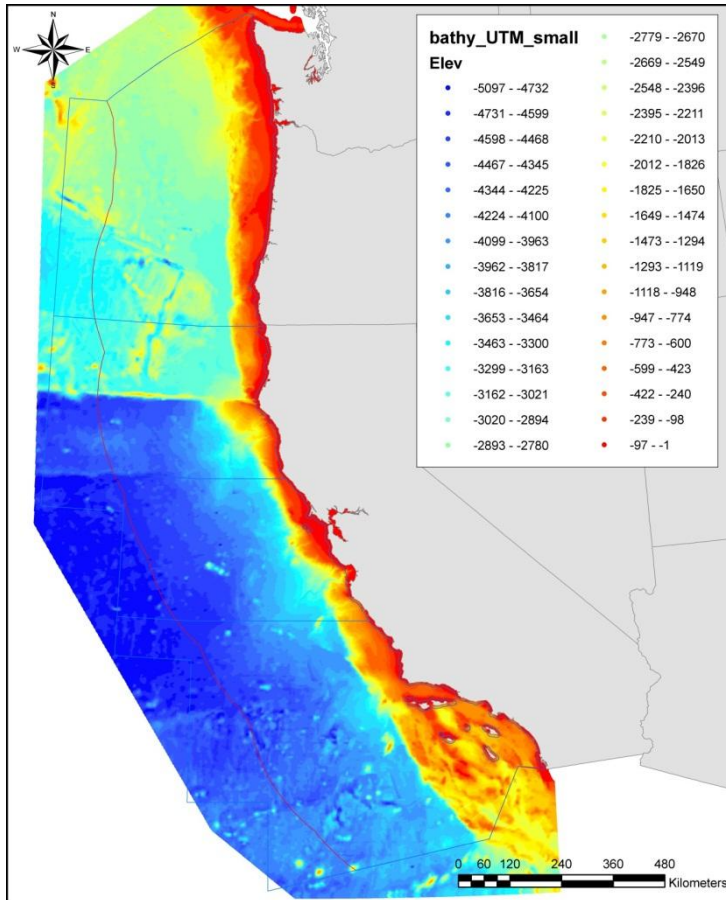 N
W E
S
bathy_UTM_small
Elev
-5097 - -4732
-4731 - -4599
-4598 - -4468
-4467 - -4345
-4344 - -4225
-4224 - -4100
-4099 - -3963
-3962 - -3817
-3816 - -3654
-3653 - -3464
-3463 - -3300
-3299 - -3163
-3162 - -3021
-3020 - -2894
-2893 - -2780
-2779 - -2670
-2669 - -2549
-2548 - -2396
-2395 - -2211
-2210 - -2013
-2012 - -1826
-1825 - -1650
-1649 - -1474
-1473 - -1294
-1293 - -1119
-1118 - -948
-947 - -774
-773 - -600
-599 - -423
-422 - -240
-239 - -98
-97 - -1
0 60 120 240 360 480
Kilometers